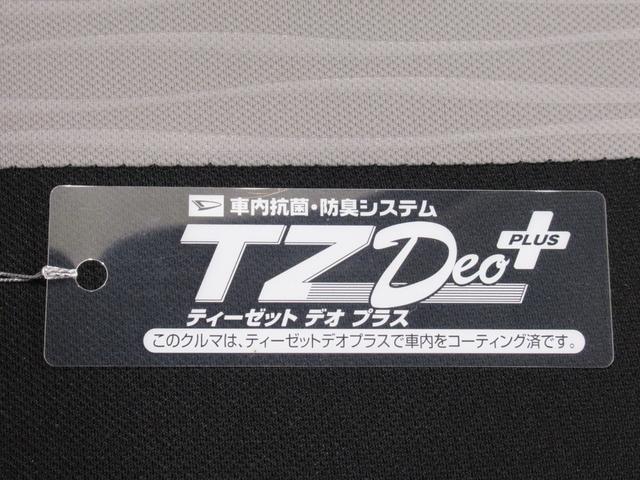 車内抗菌・防臭システム
TZ Deo PLUS
ティーゼット デオ プラス
このクルマは、ティーゼットデオプラスで車内をコーティング済です。